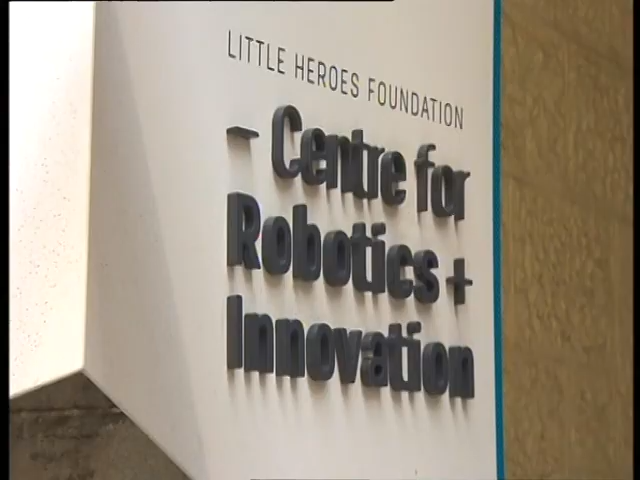 LITTLE HEROES FOUNDATION
– Centre for
Robotics +
Innovation